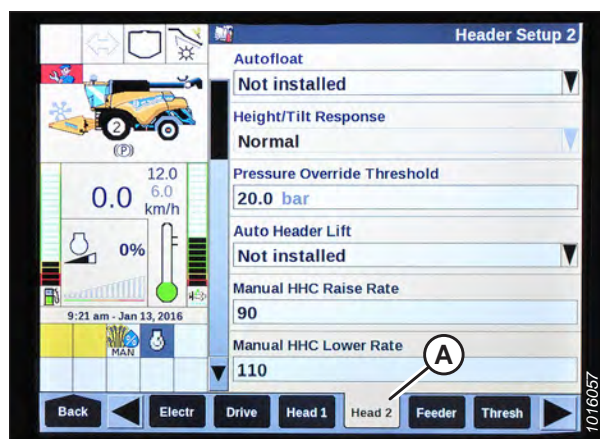 Header Setup 2
Autofloat
Not installed
Height/Tilt Response
Normal
Pressure Override Threshold
20.0 bar
Auto Header Lift
Not installed
Manual HHC Raise Rate
90
Manual HHC Lower Rate
110
2
(P)
12.0
0.0 6.0
km/h
0%
9:21 am - Jan 13, 2016
MAN
A
Back Electr Drive Head 1 Head 2 Feeder Thresh
1016057